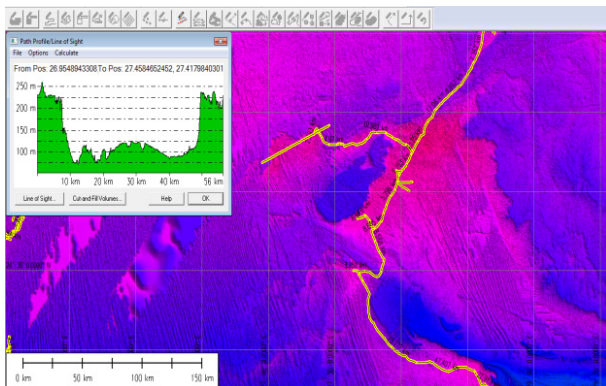 Path Profile/Line of Sight
File Options Calculate
From Pos: 26.9548943308.To Pos: 27.4584652452, 27.4179840301
250 m
200 m
150 m
100 m
10 km 20 km 30 km 40 km 56 km
Line of Sight... Cut-and-Fill Volumes... Help OK
0 km 50 km 100 km 150 km